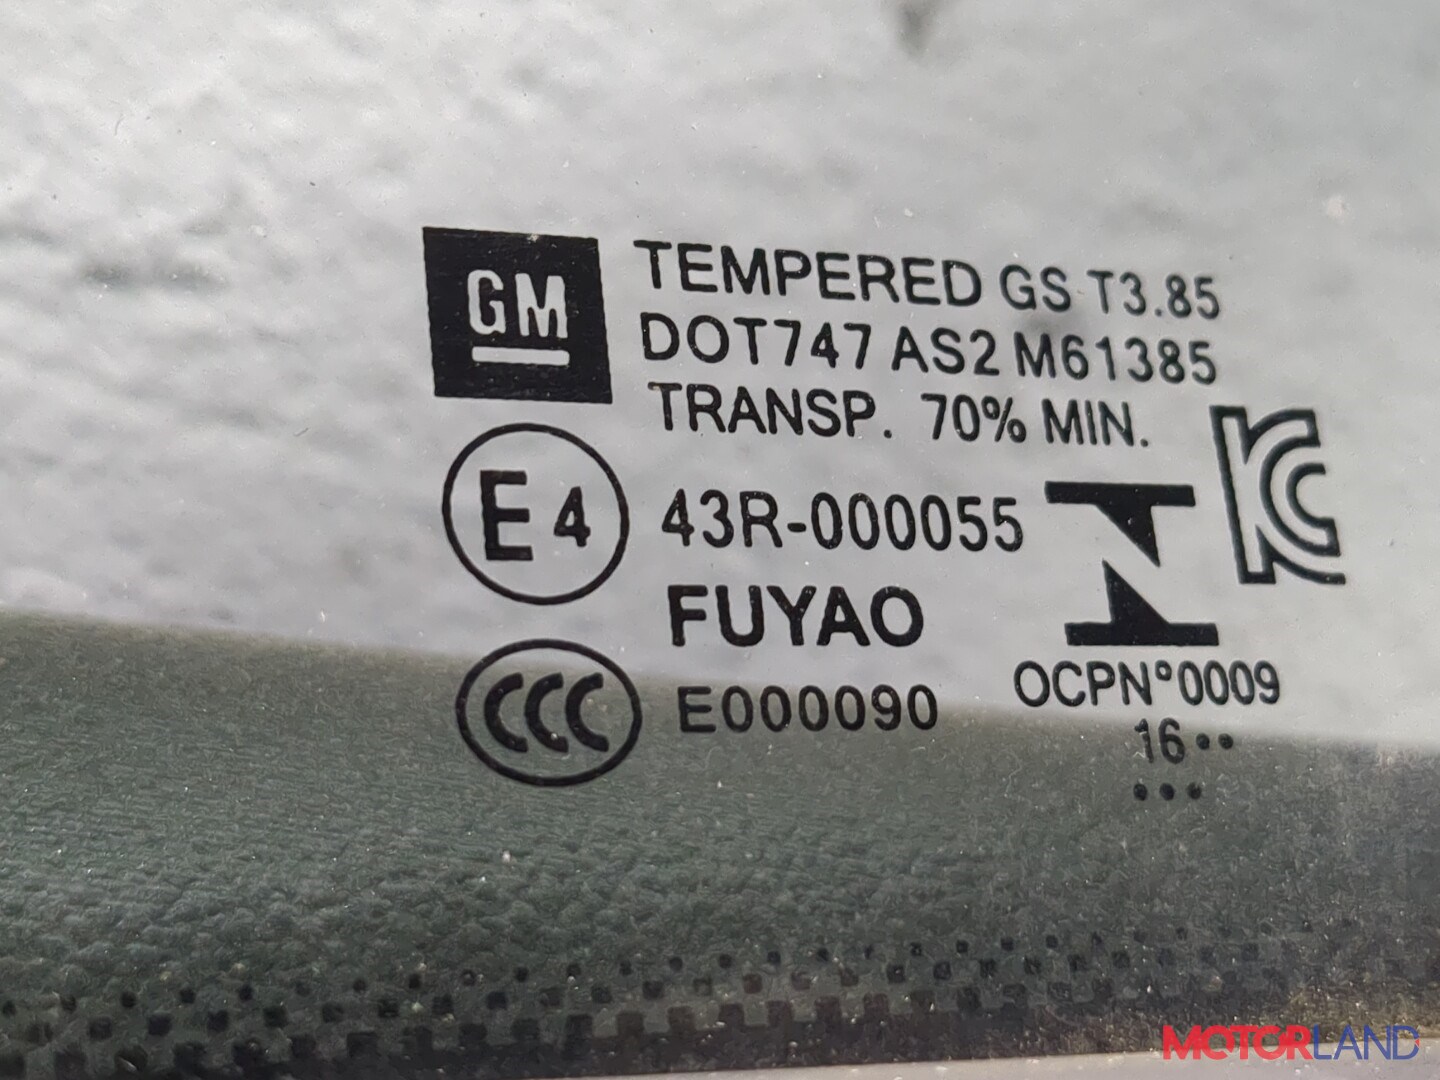 GM
TEMPERED GS T3.85
DOT747 AS2 M61385
TRANSP. 70% MIN.
E4
43R-000055
FUYAO
CCC
E000090
KC
OCPN°0009
16••
•••
MOTORLAND